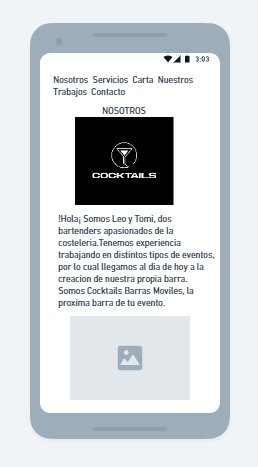 3:03
Nosotros Servicios Carta Nuestros
Trabajos Contacto
NOSOTROS
COCKTAILS
!Hola¡ Somos Leo y Tomi, dos
bartenders apasionados de la
costeleria.Tenemos experiencia
trabajando en distintos tipos de eventos,
por lo cual llegamos al dia de hoy a la
creacion de nuestra propia barra.
Somos Cocktails Barras Moviles, la
proxima barra de tu evento.